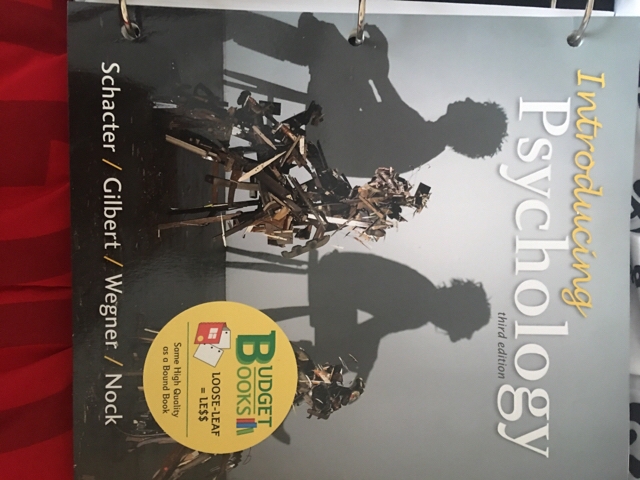 Introducing
Psychology
third edition
BUDGET
BOOKS
LOOSE-LEAF
= LE$$
Same High Quality
as a Bound Book
Schacter / Gilbert / Wegner / Nock